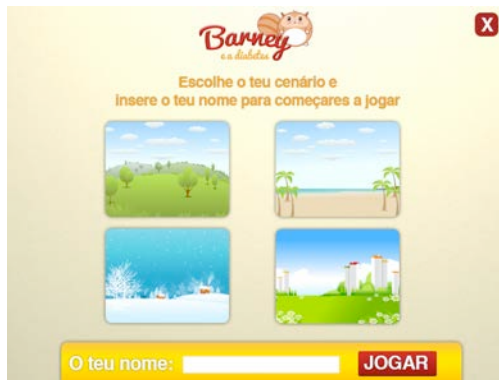 X
Barney
e a diabetes
Escolhe o teu cenário e
insere o teu nome para começares a jogar
O teu nome:
JOGAR